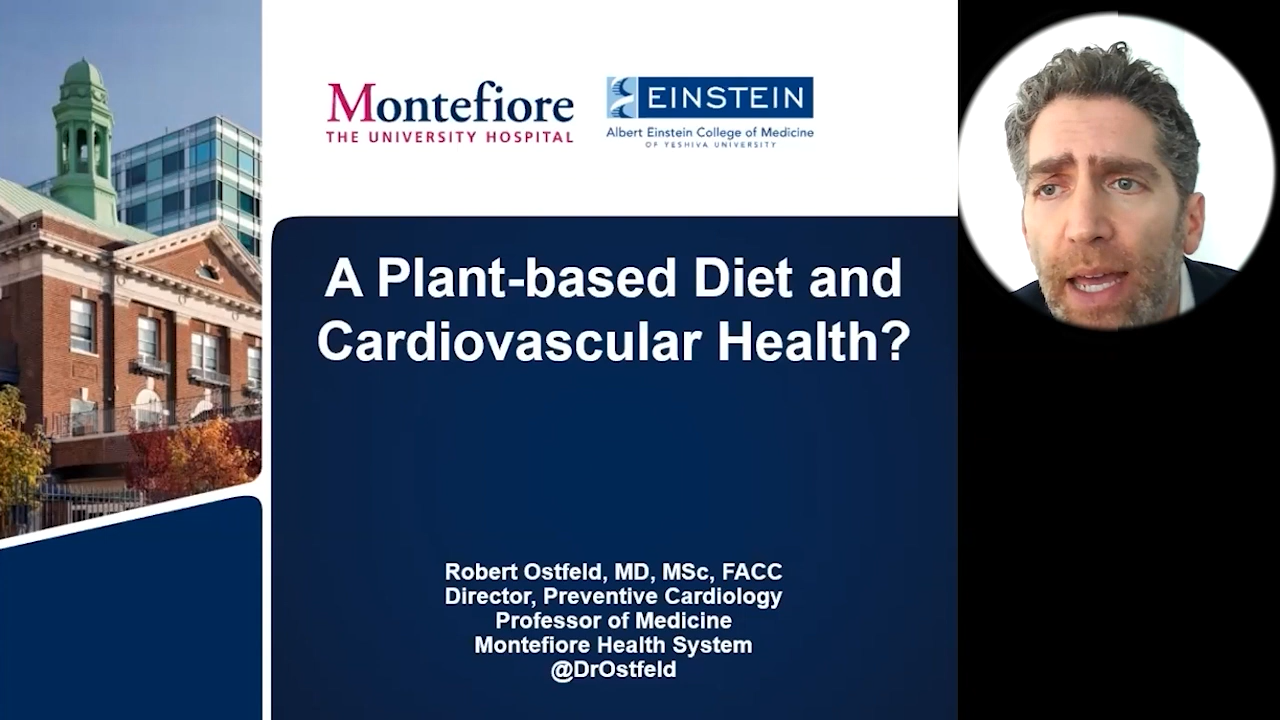 Montefiore
THE UNIVERSITY HOSPITAL
EINSTEIN
Albert Einstein College of Medicine
OF YESHIVA UNIVERSITY
A Plant-based Diet and
Cardiovascular Health?
Robert Ostfeld, MD, MSc, FACC
Director, Preventive Cardiology
Professor of Medicine
Montefiore Health System
@DrOstfeld